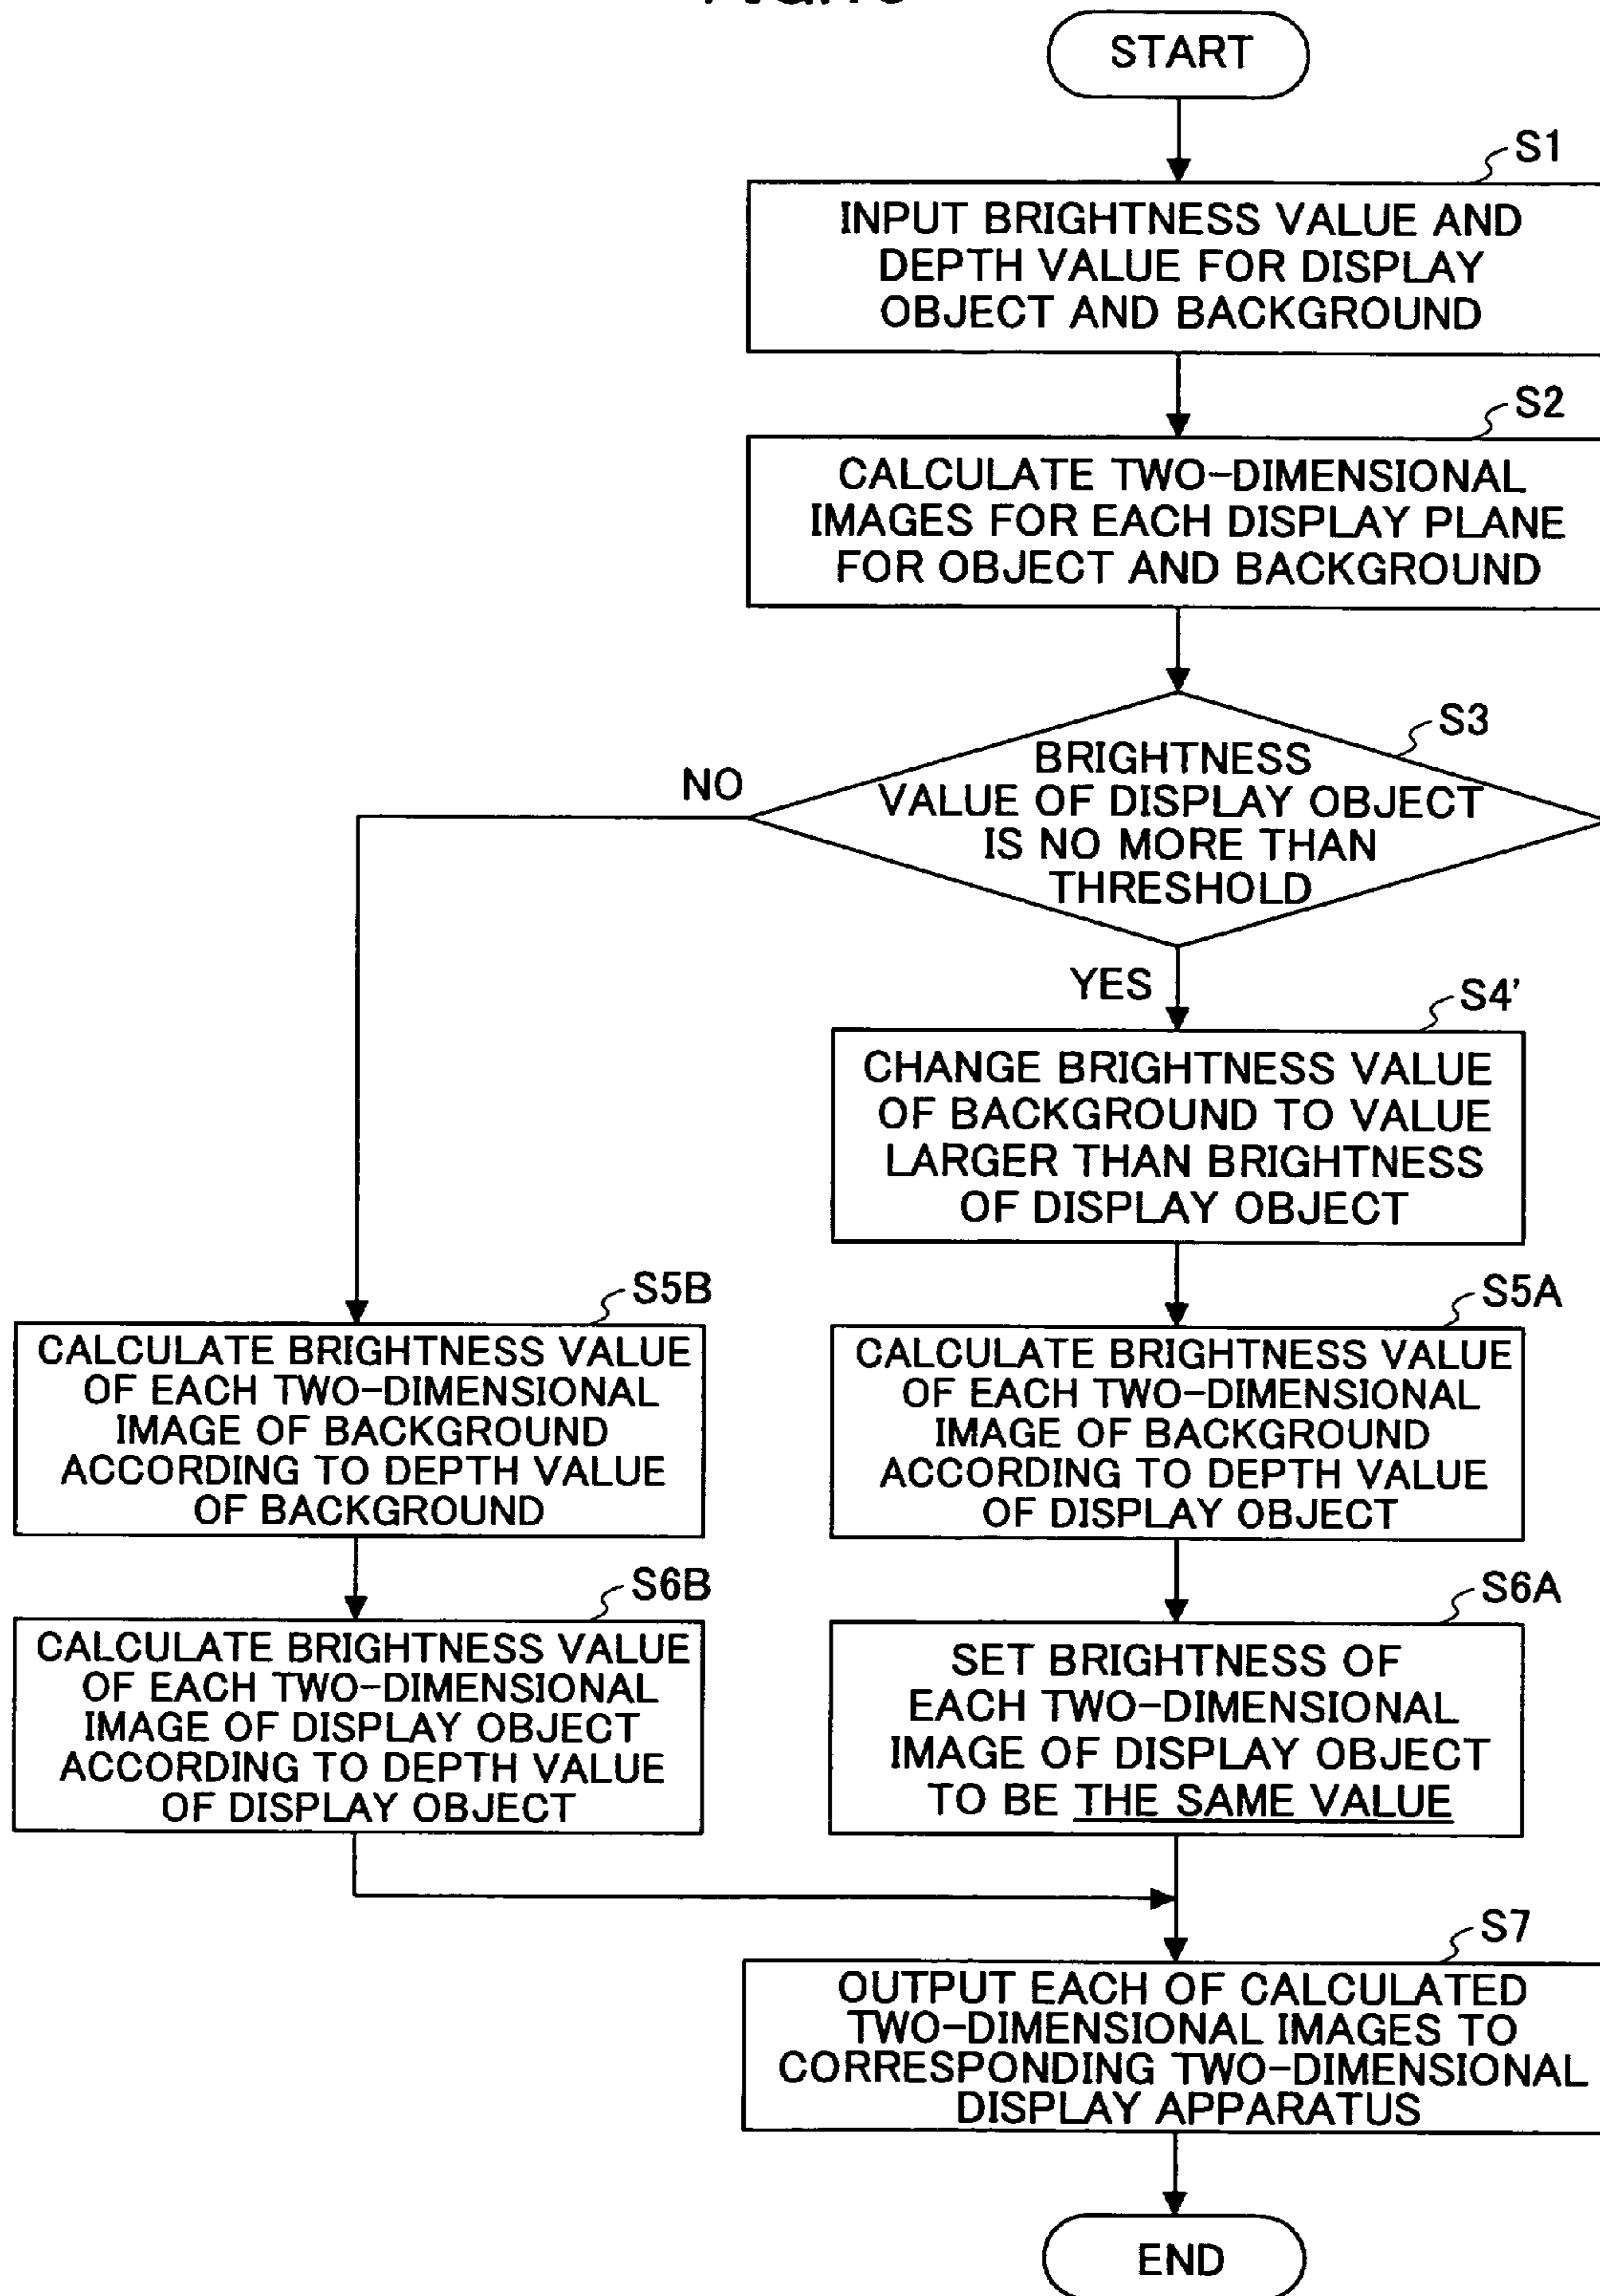 START
S1
INPUT BRIGHTNESS VALUE AND
DEPTH VALUE FOR DISPLAY
OBJECT AND BACKGROUND
S2
CALCULATE TWO-DIMENSIONAL
IMAGES FOR EACH DISPLAY PLANE
FOR OBJECT AND BACKGROUND
S3
BRIGHTNESS
VALUE OF DISPLAY OBJECT
IS NO MORE THAN
THRESHOLD
NO
YES
S4'
CHANGE BRIGHTNESS VALUE
OF BACKGROUND TO VALUE
LARGER THAN BRIGHTNESS
OF DISPLAY OBJECT
S5B
CALCULATE BRIGHTNESS VALUE
OF EACH TWO-DIMENSIONAL
IMAGE OF BACKGROUND
ACCORDING TO DEPTH VALUE
OF BACKGROUND
S5A
CALCULATE BRIGHTNESS VALUE
OF EACH TWO-DIMENSIONAL
IMAGE OF BACKGROUND
ACCORDING TO DEPTH VALUE
OF DISPLAY OBJECT
S6B
CALCULATE BRIGHTNESS VALUE
OF EACH TWO-DIMENSIONAL
IMAGE OF DISPLAY OBJECT
ACCORDING TO DEPTH VALUE
OF DISPLAY OBJECT
S6A
SET BRIGHTNESS OF
EACH TWO-DIMENSIONAL
IMAGE OF DISPLAY OBJECT
TO BE THE SAME VALUE
S7
OUTPUT EACH OF CALCULATED
TWO-DIMENSIONAL IMAGES TO
CORRESPONDING TWO-DIMENSIONAL
DISPLAY APPARATUS
END